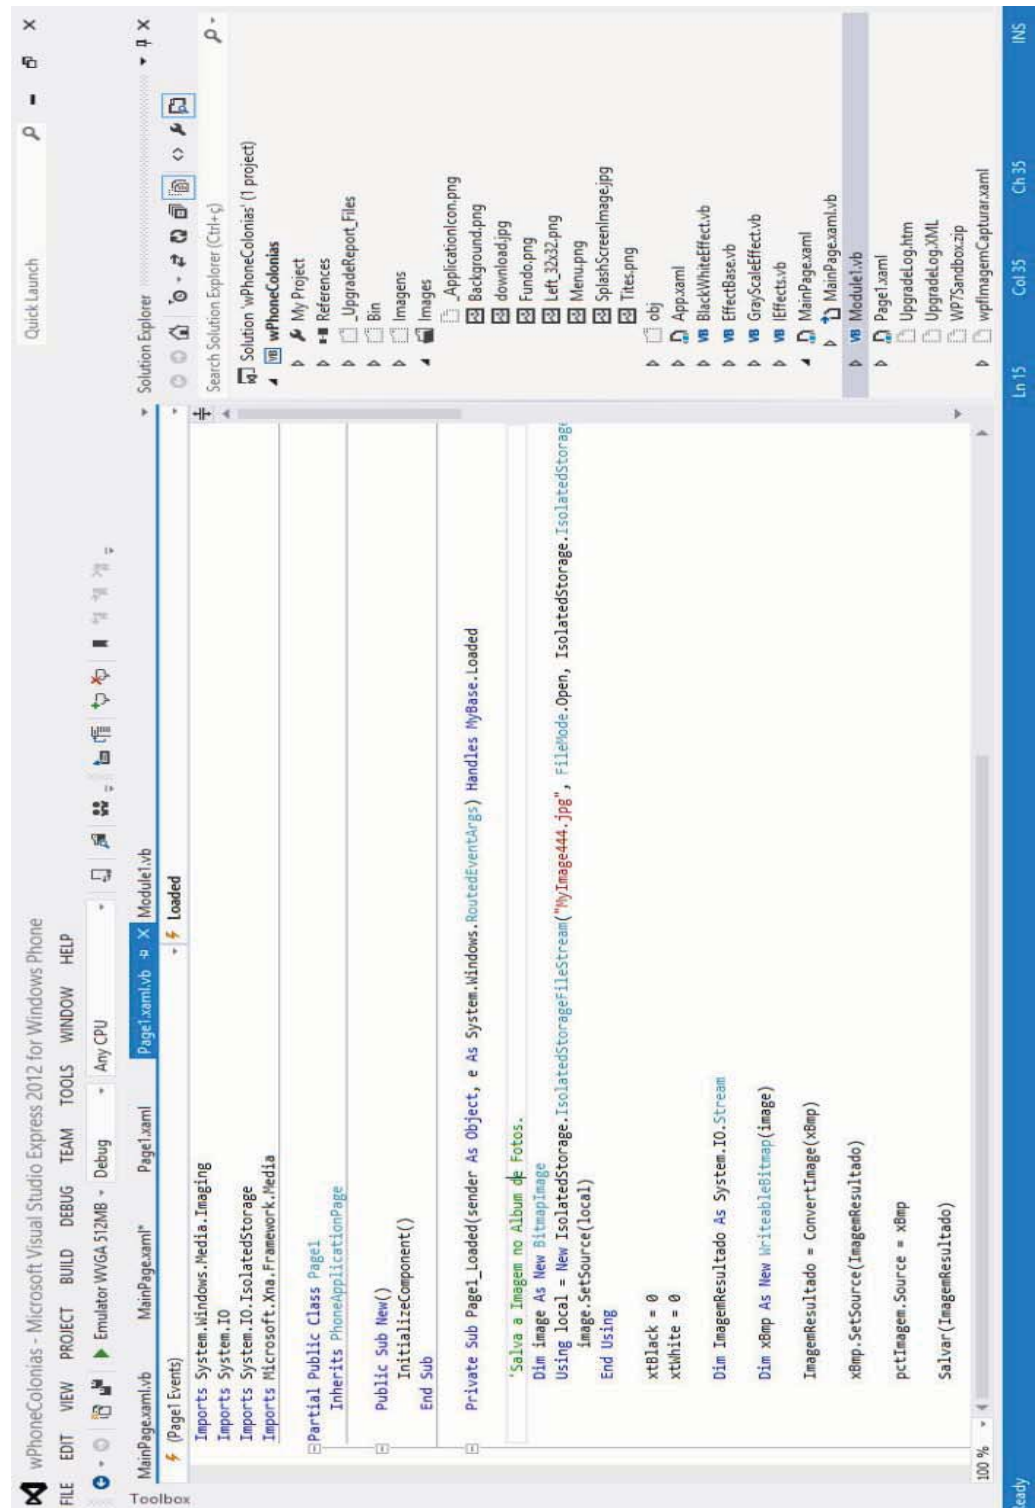 wPhoneColonias - Microsoft Visual Studio Express 2012 for Windows Phone
Quick Launch
FILE EDIT VIEW PROJECT BUILD DEBUG TEAM TOOLS WINDOW HELP
Emulator WVGA 512MB Debug Any CPU
Toolbox
MainPage.xaml.vb MainPage.xaml* Page1.xaml Page1.xaml.vb Module1.vb
(Page1 Events) Loaded
Imports System.Windows.Media.Imaging
Imports System.IO
Imports System.IO.IsolatedStorage
Imports Microsoft.Xna.Framework.Media
Partial Public Class Page1
Inherits PhoneApplicationPage
Public Sub New()
InitializeComponent()
End Sub
Private Sub Page1_Loaded(sender As Object, e As System.Windows.RoutedEventArgs) Handles MyBase.Loaded
'Salva a Imagem no Album de Fotos.
Dim image As New BitmapImage
Using local = New IsolatedStorage.IsolatedStorageFileStream("MyImage444.jpg", FileMode.Open, IsolatedStorage.IsolatedStorage
image.SetSource(local)
End Using
xtBlack = 0
xtWhite = 0
Dim ImagemResultado As System.IO.Stream
Dim xBmp As New WriteableBitmap(image)
ImagemResultado = ConvertImage(xBmp)
xBmp.SetSource(ImagemResultado)
pctImagem.Source = xBmp
Salvar(ImagemResultado)
100 %
Solution Explorer
Search Solution Explorer (Ctrl+ç)
Solution 'wPhoneColonias' (1 project)
wPhoneColonias
My Project
References
_UpgradeReport_Files
Bin
Imagens
Images
_ApplicationIcon.png
Background.png
download.jpg
Fundo.png
Left_32x32.png
Menu.png
SplashScreenImage.jpg
Tites.png
obj
App.xaml
BlackWhiteEffect.vb
EffectBase.vb
GrayScaleEffect.vb
IEffects.vb
MainPage.xaml
MainPage.xaml.vb
Module1.vb
Page1.xaml
UpgradeLog.htm
UpgradeLog.XML
WP7Sandbox.zip
wpfImagemCapturar.xaml
eady Ln 15 Col 35 Ch 35 INS